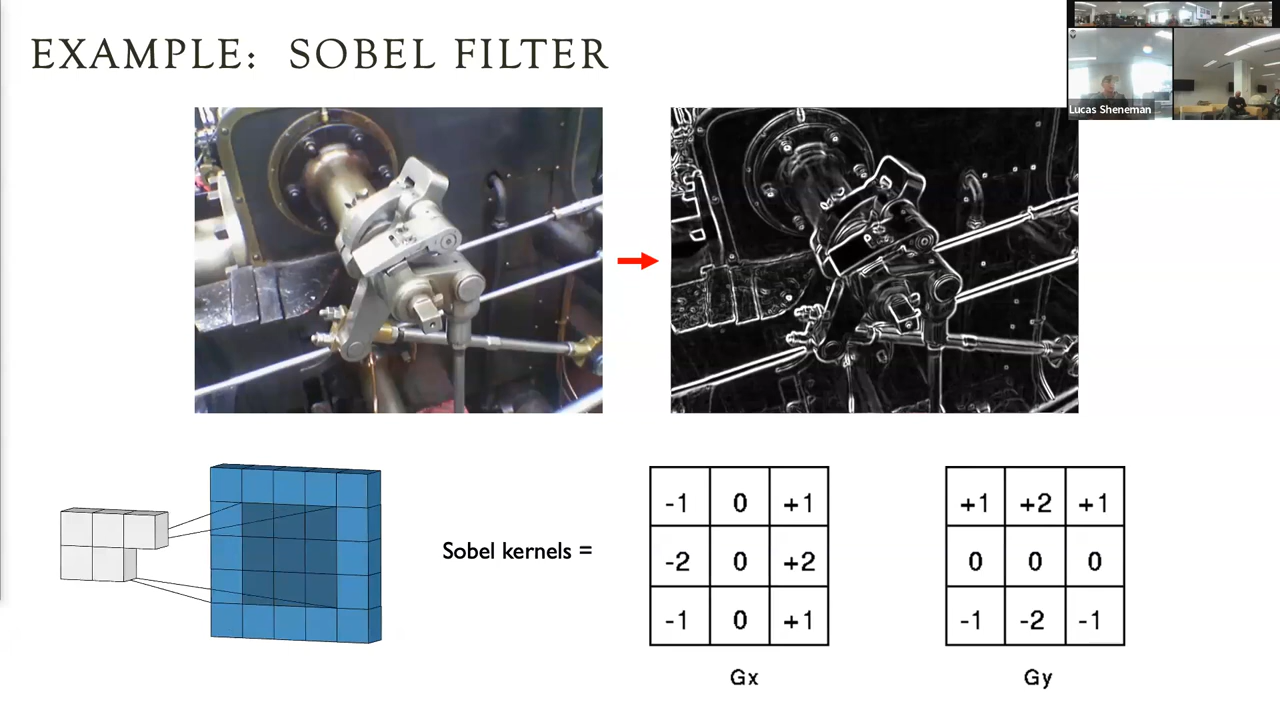 EXAMPLE: SOBEL FILTER
Lucas Sheneman
Sobel kernels =
-1 0 +1
-2 0 +2
-1 0 +1
Gx
+1 +2 +1
0 0 0
-1 -2 -1
Gy